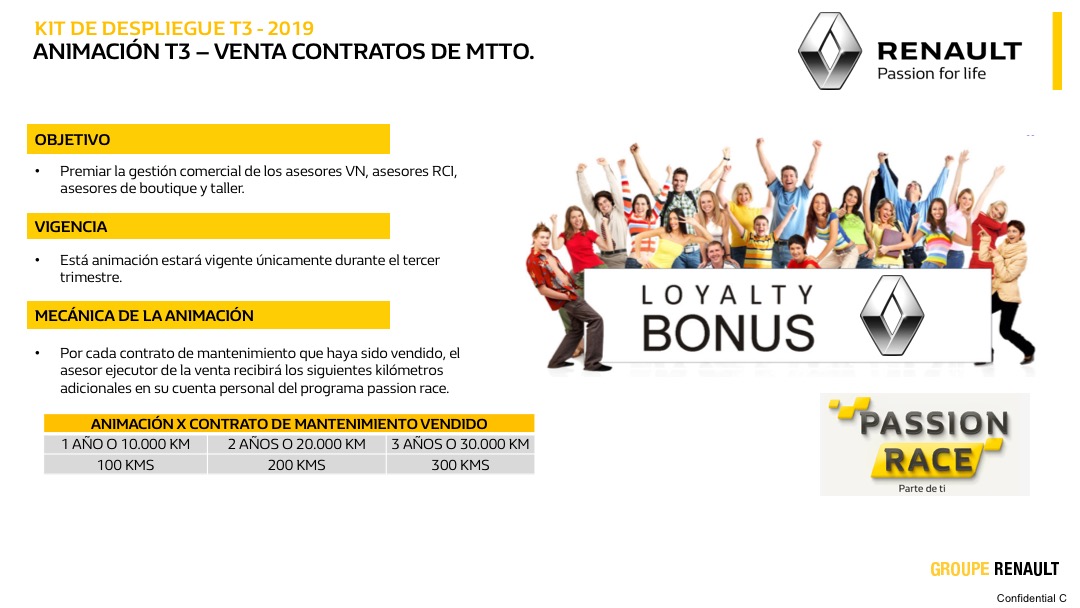 KIT DE DESPLIEGUE T3 - 2019
ANIMACIÓN T3 – VENTA CONTRATOS DE MTTO.
RENAULT
Passion for life
OBJETIVO
• Premiar la gestión comercial de los asesores VN, asesores RCI,
asesores de boutique y taller.
VIGENCIA
• Está animación estará vigente únicamente durante el tercer
trimestre.
MECÁNICA DE LA ANIMACIÓN
• Por cada contrato de mantenimiento que haya sido vendido, el
asesor ejecutor de la venta recibirá los siguientes kilómetros
adicionales en su cuenta personal del programa passion race.
ANIMACIÓN X CONTRATO DE MANTENIMIENTO VENDIDO
1 AÑO O 10.000 KM 2 AÑOS O 20.000 KM 3 AÑOS O 30.000 KM
100 KMS 200 KMS 300 KMS
LOYALTY
BONUS
PASSION
RACE
Parte de ti
GROUPE RENAULT
Confidential C